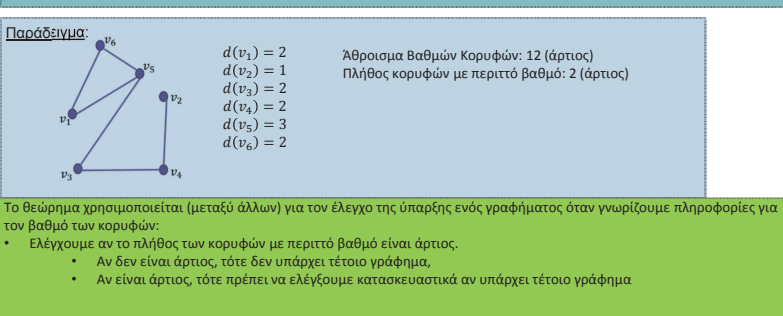 Παράδειγμα:
v₆
v₅
v₂
v₁
v₃
v₄
d(v₁) = 2
d(v₂) = 1
d(v₃) = 2
d(v₄) = 2
d(v₅) = 3
d(v₆) = 2
Άθροισμα Βαθμών Κορυφών: 12 (άρτιος)
Πλήθος κορυφών με περιττό βαθμό: 2 (άρτιος)
Το θεώρημα χρησιμοποιείται (μεταξύ άλλων) για τον έλεγχο της ύπαρξης ενός γραφήματος όταν γνωρίζουμε πληροφορίες για
τον βαθμό των κορυφών:
• Ελέγχουμε αν το πλήθος των κορυφών με περιττό βαθμό είναι άρτιος.
• Αν δεν είναι άρτιος, τότε δεν υπάρχει τέτοιο γράφημα,
• Αν είναι άρτιος, τότε πρέπει να ελέγξουμε κατασκευαστικά αν υπάρχει τέτοιο γράφημα